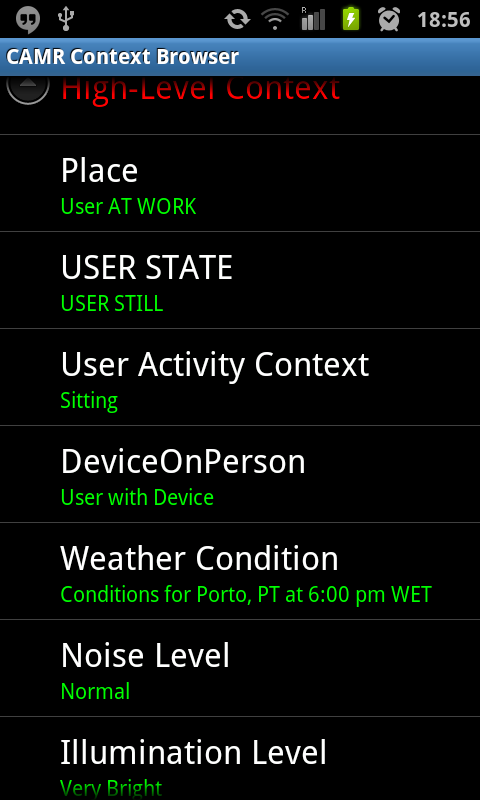 R
18:56
CAMR Context Browser
High-Level Context
Place
User AT WORK
USER STATE
USER STILL
User Activity Context
Sitting
DeviceOnPerson
User with Device
Weather Condition
Conditions for Porto, PT at 6:00 pm WET
Noise Level
Normal
Illumination Level
Very Bright